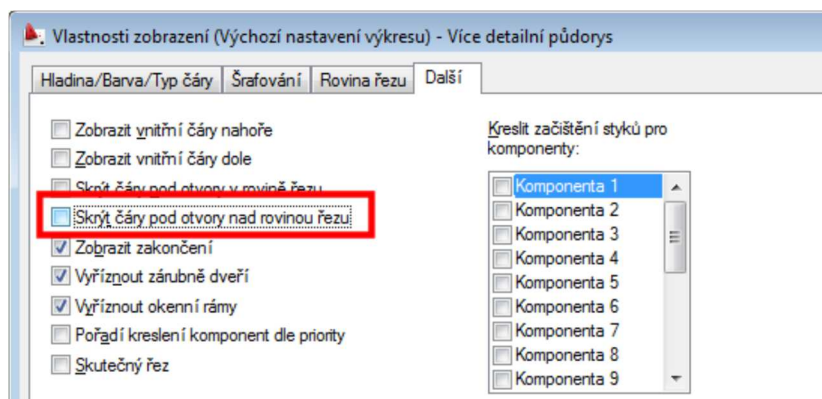 Vlastnosti zobrazení (Výchozí nastavení výkresu) - Více detailní půdorys
Hladina/Barva/Typ čáry Šrafování Rovina řezu Další
Zobrazit vnitřní čáry nahoře
Zobrazit vnitřní čáry dole
Skrýt čáry pod otvory v rovině řezu
Skrýt čáry pod otvory nad rovinou řezu
Zobrazit zakončení
Vyříznout zárubně dveří
Vyříznout okenní rámy
Pořadí kreslení komponent dle priority
Skutečný řez
Kreslit začištění styků pro
komponenty:
Komponenta 1
Komponenta 2
Komponenta 3
Komponenta 4
Komponenta 5
Komponenta 6
Komponenta 7
Komponenta 8
Komponenta 9